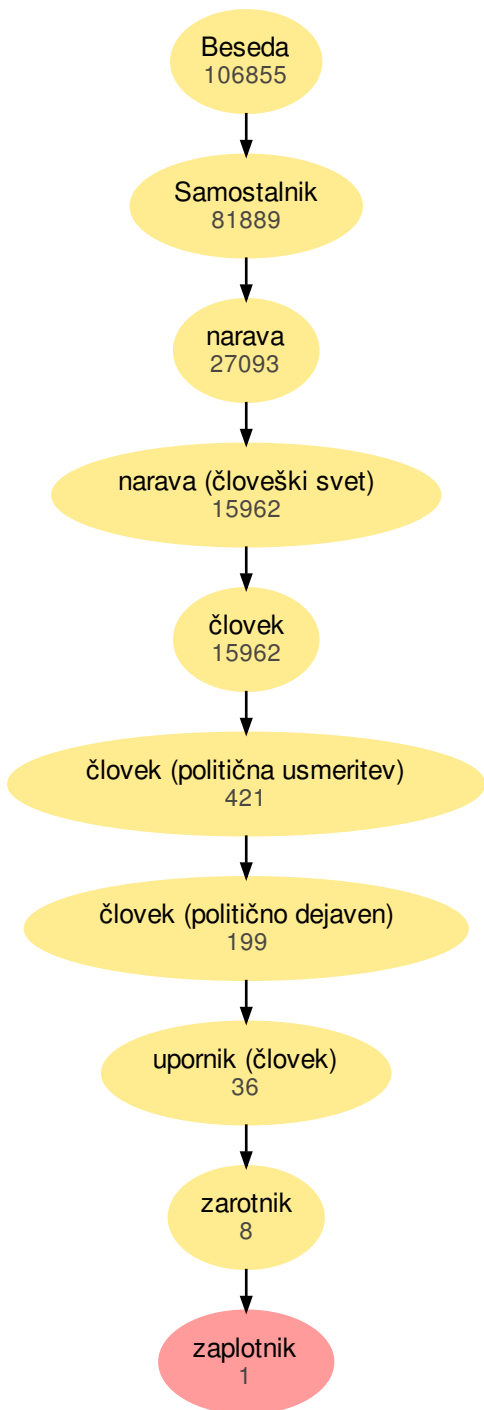 Beseda
106855
Samostalnik
81889
narava
27093
narava (človeški svet)
15962
človek
15962
človek (politična usmeritev)
421
človek (politično dejaven)
199
upornik (človek)
36
zarotnik
8
zaplotnik
1